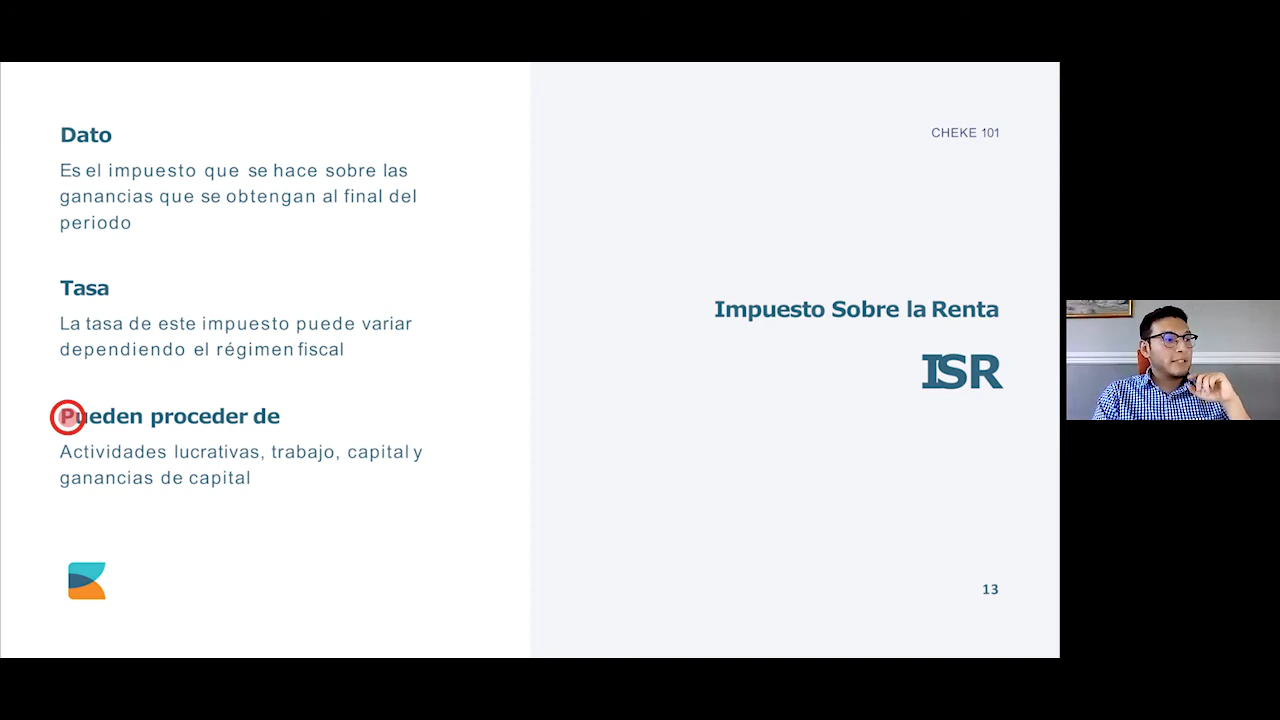 Dato
Es el impuesto que se hace sobre las
ganancias que se obtengan al final del
periodo
Tasa
La tasa de este impuesto puede variar
dependiendo el régimen fiscal
Pueden proceder de
Actividades lucrativas, trabajo, capital y
ganancias de capital
CHEKE 101
Impuesto Sobre la Renta
ISR
13